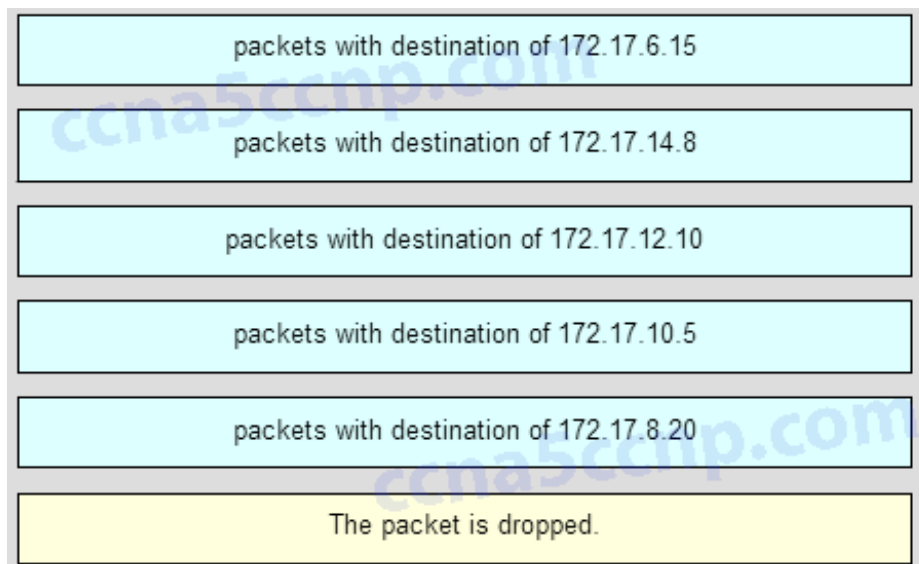 packets with destination of 172.17.6.15
ccna5ccnp.com
packets with destination of 172.17.14.8
packets with destination of 172.17.12.10
packets with destination of 172.17.10.5
packets with destination of 172.17.8.20
ccna5ccnp.com
The packet is dropped.